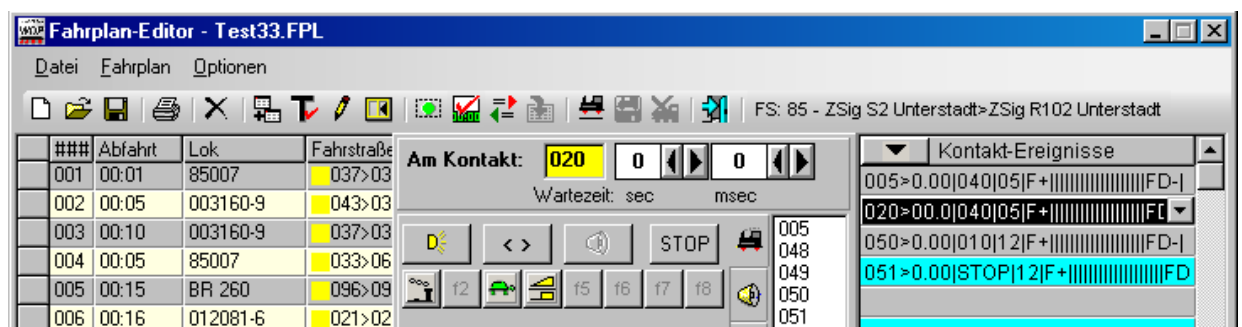 WDP Fahrplan-Editor - Test33.FPL
Datei Fahrplan Optionen
FS: 85 - ZSig S2 Unterstadt>ZSig R102 Unterstadt
### Abfahrt Lok Fahrstraße
001 00:01 85007 037>03
002 00:05 003160-9 043>03
003 00:10 003160-9 037>03
004 00:05 85007 033>06
005 00:15 BR 260 096>09
006 00:16 012081-6 021>02
Am Kontakt: 020 0 0
Wartezeit: sec msec
< > STOP
f2 f5 f6 f7 f8
005
048
049
050
051
Kontakt-Ereignisse
005>0.00|040|05|F+||||||||||||||||||FD-|
020>00.0|040|05|F+||||||||||||||||||F[
050>0.00|010|12|F+||||||||||||||||||FD-|
051>0.00|STOP|12|F+||||||||||||||||||FD